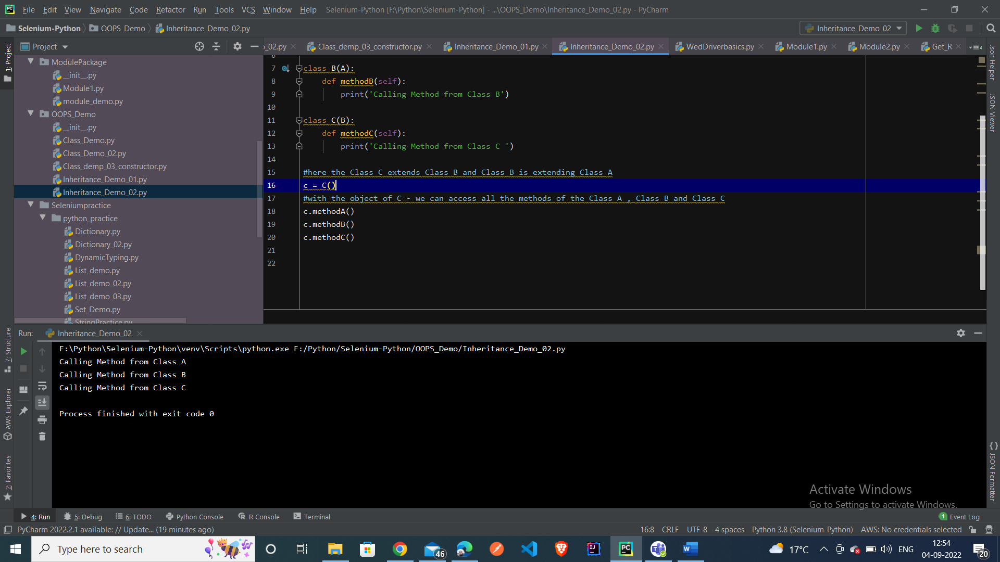 File Edit View Navigate Code Refactor Run Tools VCS Window Help Selenium-Python [F:\Python\Selenium-Python] - ...\OOPS_Demo\Inheritance_Demo_02.py - PyCharm
Selenium-Python OOPS_Demo Inheritance_Demo_02.py Inheritance_Demo_02
Project
_02.py Class_demp_03_constructor.py Inheritance_Demo_01.py Inheritance_Demo_02.py WedDriverbasics.py Module1.py Module2.py Get_R 4
1: Project
ModulePackage
__init__.py
Module1.py
module_demo.py
OOPS_Demo
__init__.py
Class_Demo.py
Class_Demo_02.py
Class_demp_03_constructor.py
Inheritance_Demo_01.py
Inheritance_Demo_02.py
Seleniumpractice
python_practice
Dictionary.py
Dictionary_02.py
DynamicTyping.py
List_demo.py
List_demo_02.py
List_demo_03.py
Set_Demo.py
StringPractice.py
6
7 class B(A):
8 def methodB(self):
9 print('Calling Method from Class B')
10
11 class C(B):
12 def methodC(self):
13 print('Calling Method from Class C ')
14
15 #here the Class C extends Class B and Class B is extending Class A
16 c = C()
17 #with the object of C - we can access all the methods of the Class A , Class B and Class C
18 c.methodA()
19 c.methodB()
20 c.methodC()
21
22
Json Helper
JSON Viewer
JSON Formatter
7: Structure
AWS Explorer
2: Favorites
Run: Inheritance_Demo_02
F:\Python\Selenium-Python\venv\Scripts\python.exe F:/Python/Selenium-Python/OOPS_Demo/Inheritance_Demo_02.py
Calling Method from Class A
Calling Method from Class B
Calling Method from Class C
Process finished with exit code 0
Activate Windows
Go to Settings to activate Windows.
4: Run 5: Debug 6: TODO Python Console R Console Terminal 1 Event Log
PyCharm 2022.2.1 available: // Update... (19 minutes ago) 16:8 CRLF UTF-8 4 spaces Python 3.8 (Selenium-Python) AWS: No credentials selected
Type here to search 46 17°C ENG 12:54
04-09-2022 20